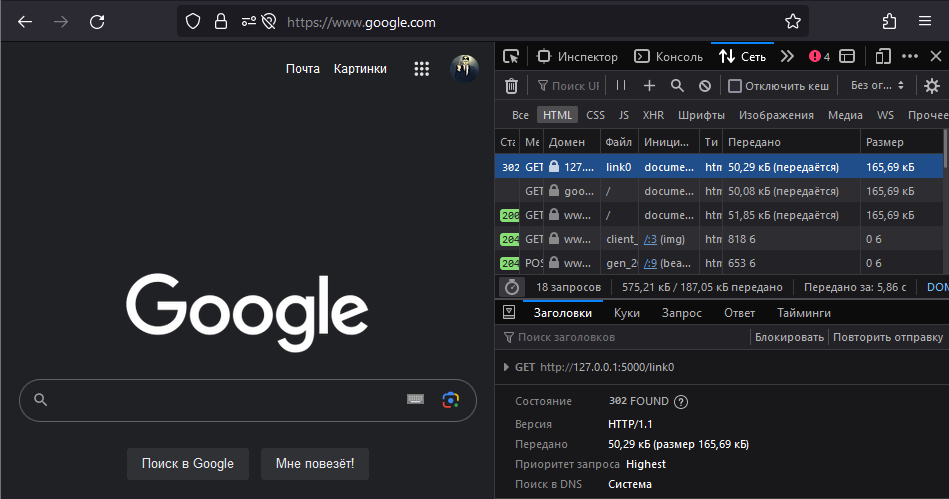 https://www.google.com
Почта Картинки
Google
Поиск в Google Мне повезёт!
Инспектор Консоль Сеть 4
Поиск UF Отключить кеш Без ог...
Все HTML CSS JS XHR Шрифты Изображения Медиа WS Прочее
Ста Ме Домен Файл Иници... Ти Передано Размер
302 GET 127.... link0 docume... htm 50,29 кБ (передаётся) 165,69 кБ
GET goo... / docume... htm 50,08 кБ (передаётся) 165,69 кБ
200 GET ww... / docume... htm 51,85 кБ (передаётся) 165,69 кБ
204 GET ww... client_ /:3 (img) htm 818 б 0 б
204 POS ww... gen_20 /:9 (bea... htm 653 б 0 б
18 запросов 575,21 кБ / 187,05 кБ передано Передано за: 5,86 с DOM
Заголовки Куки Запрос Ответ Тайминги
Поиск заголовков Блокировать Повторить отправку
GET http://127.0.0.1:5000/link0
Состояние 302 FOUND ?
Версия HTTP/1.1
Передано 50,29 кБ (размер 165,69 кБ)
Приоритет запроса Highest
Поиск в DNS Система